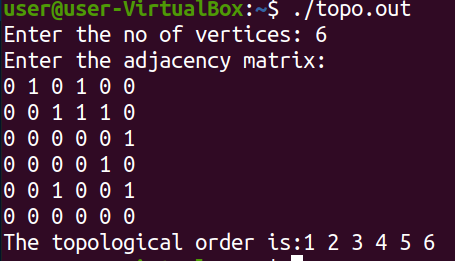 user@user-VirtualBox:~$ ./topo.out
Enter the no of vertices: 6
Enter the adjacency matrix:
0 1 0 1 0 0
0 0 1 1 1 0
0 0 0 0 0 1
0 0 0 0 1 0
0 0 1 0 0 1
0 0 0 0 0 0
The topological order is:1 2 3 4 5 6